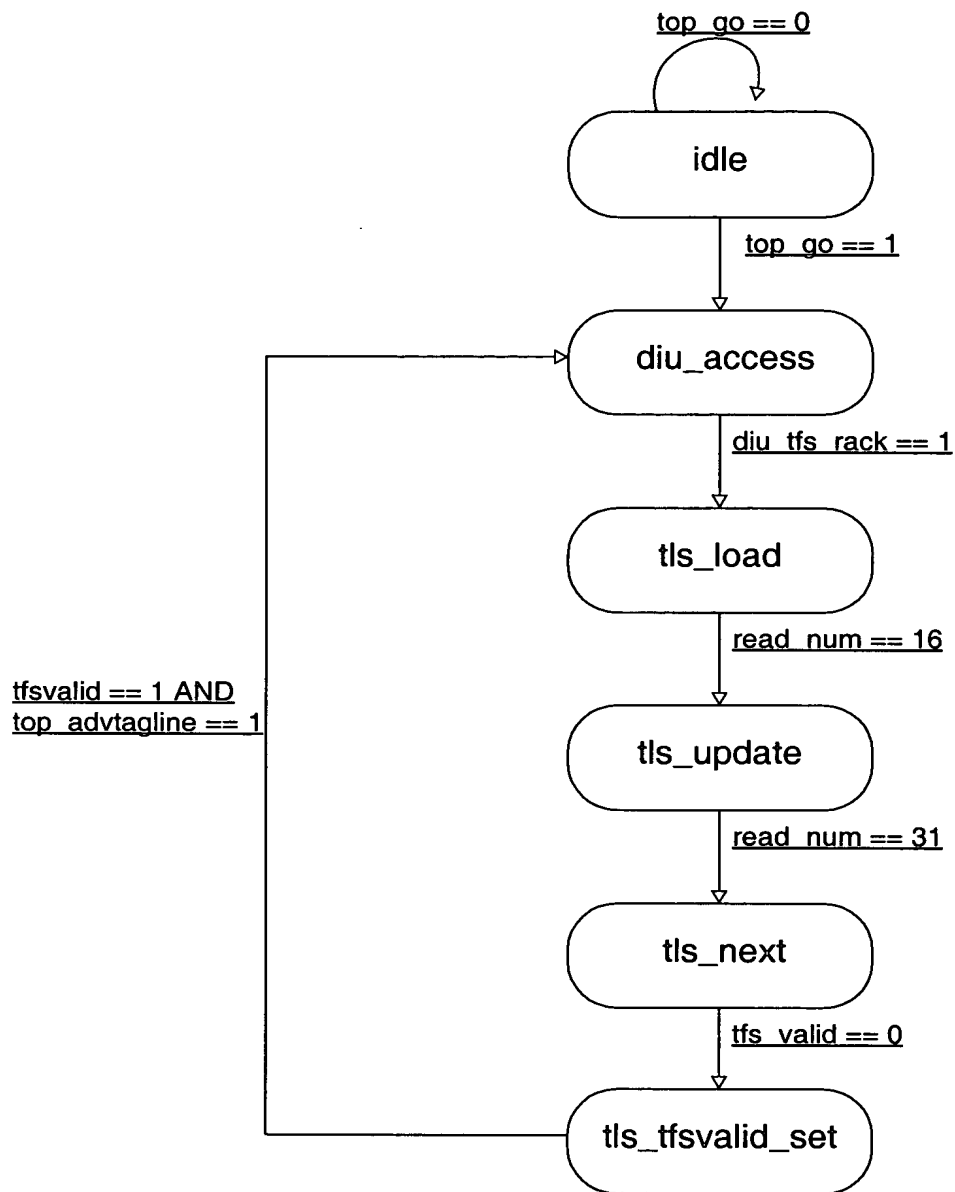 top_go == 0
idle
top_go == 1
diu_access
diu_tfs_rack == 1
tls_load
read_num == 16
tfsvalid == 1 AND
top_advtagline == 1
tls_update
read_num == 31
tls_next
tfs_valid == 0
tls_tfsvalid_set